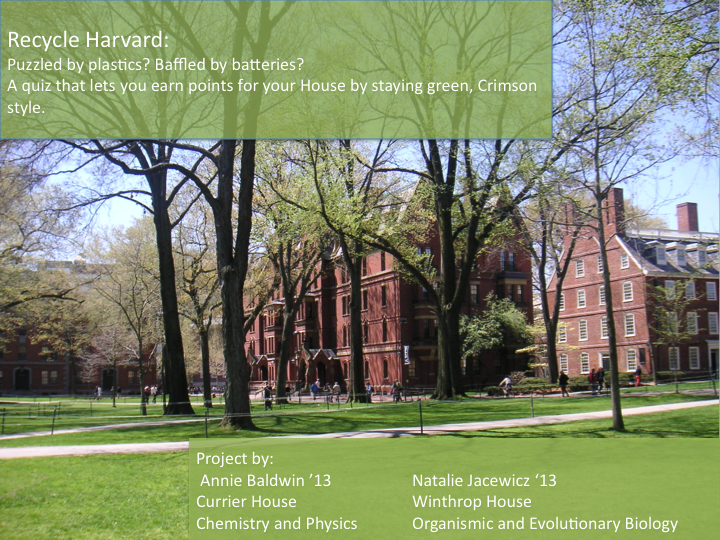 Recycle Harvard:
Puzzled by plastics? Baffled by batteries?
A quiz that lets you earn points for your House by staying green, Crimson
style.
Project by:
Annie Baldwin ’13 Natalie Jacewicz ‘13
Currier House Winthrop House
Chemistry and Physics Organismic and Evolutionary Biology